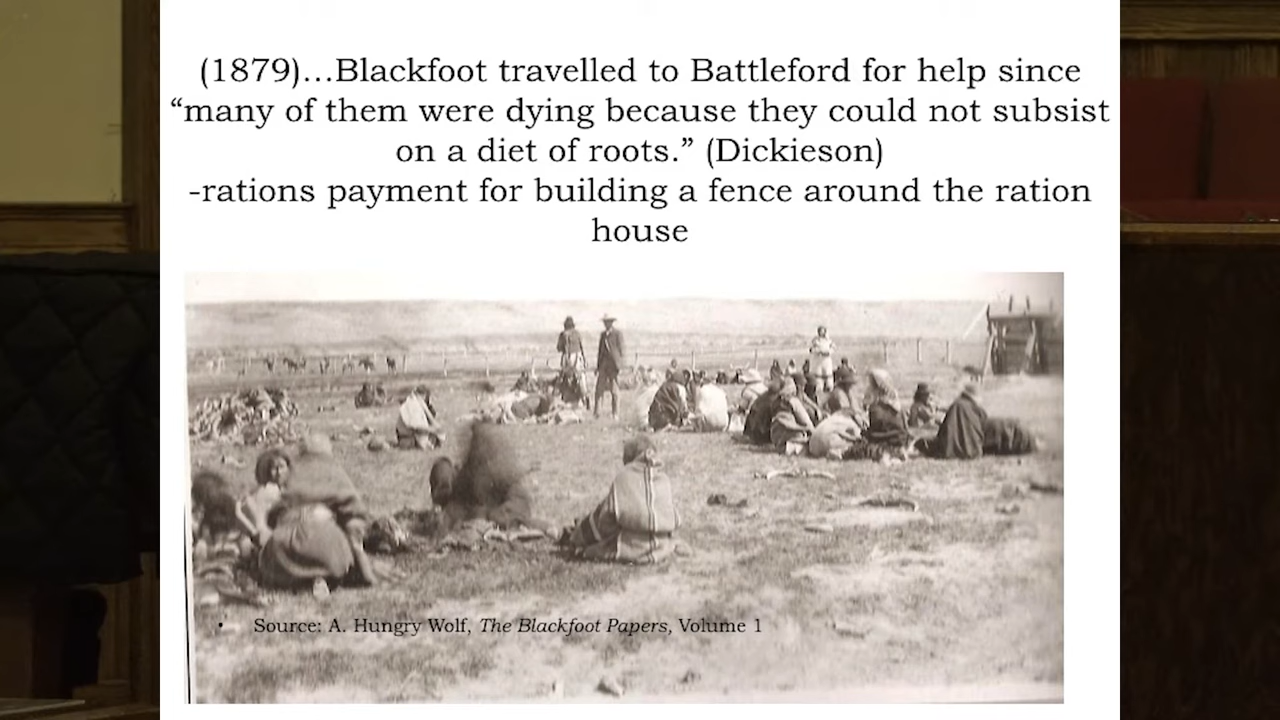 (1879)…Blackfoot travelled to Battleford for help since
“many of them were dying because they could not subsist
on a diet of roots.” (Dickieson)
-rations payment for building a fence around the ration
house
• Source: A. Hungry Wolf, The Blackfoot Papers, Volume 1